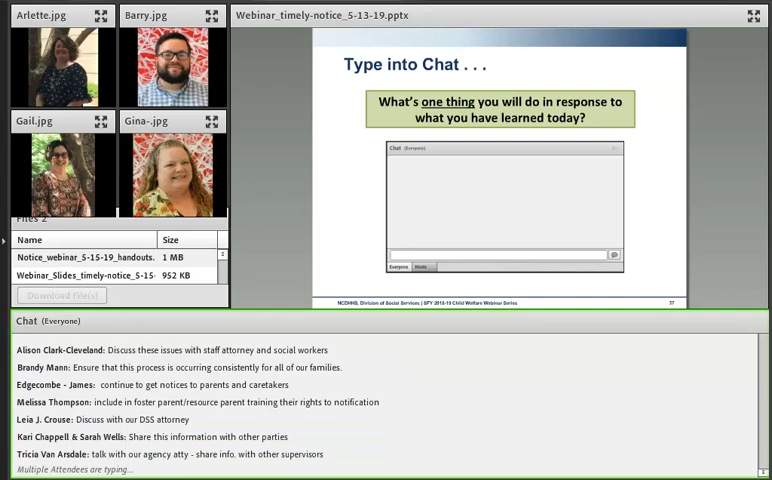 Arlette.jpg
Barry.jpg
Gail.jpg
Gina-.jpg
Files 2
Name Size
Notice_webinar_5-15-19_handouts. 1 MB
Webinar_Slides_timely-notice_5-15- 952 KB
Download File(s)
Webinar_timely-notice_5-13-19.pptx
Type into Chat . . .
What's one thing you will do in response to
what you have learned today?
Chat (Everyone)
Everyone
NCDHHS, Division of Social Services | SFY 2018-19 Child Welfare Webinar Series 37
Chat (Everyone)
Alison Clark-Cleveland: Discuss these issues with staff attorney and social workers
Brandy Mann: Ensure that this process is occurring consistently for all of our families.
Edgecombe - James: continue to get notices to parents and caretakers
Melissa Thompson: include in foster parent/resource parent training their rights to notification
Leia J. Crouse: Discuss with our DSS attorney
Kari Chappell & Sarah Wells: Share this information with other parties
Tricia Van Arsdale: talk with our agency atty - share info. with other supervisors
Multiple Attendees are typing...